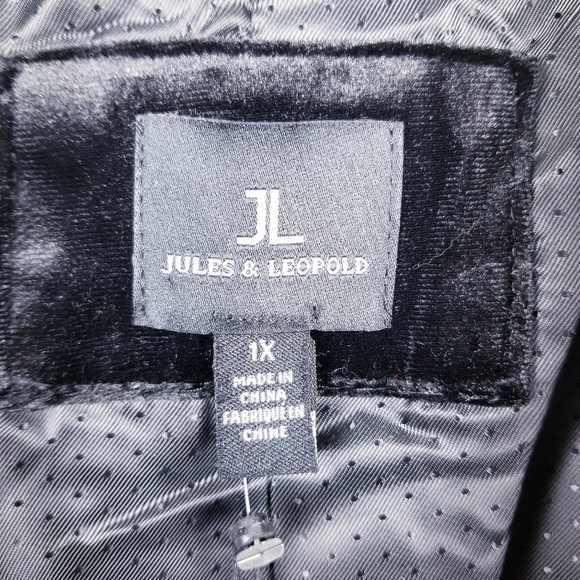 JL
JULES & LEOPOLD
1X
MADE IN
CHINA
FABRIQUE EN
CHINE